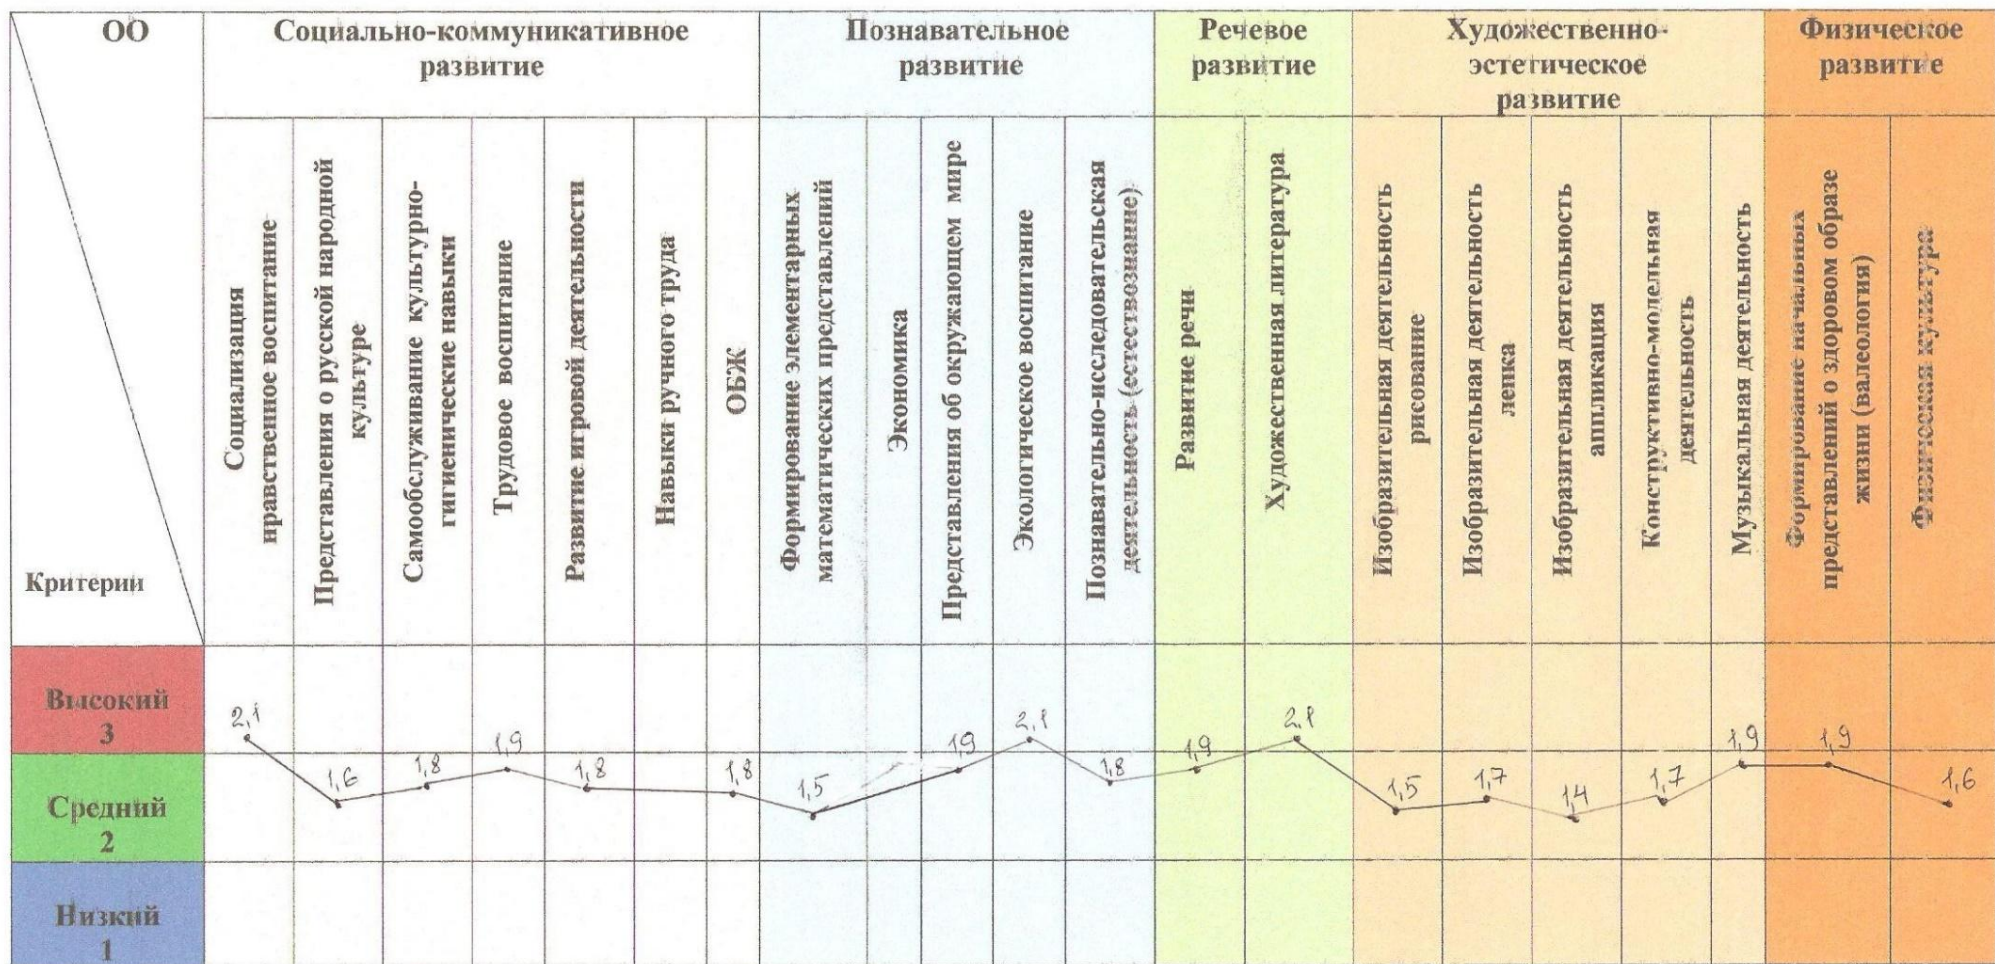 ОО
Социально-коммуникативное
развитие
Познавательное
развитие
Речевое
развитие
Художественно-
эстетическое
развитие
Физическое
развитие
Критерии
Социализация
нравственное воспитание
Представления о русской народной
культуре
Самообслуживание культурно-
гигиенические навыки
Трудовое воспитание
Развитие игровой деятельности
Навыки ручного труда
ОБЖ
Формирование элементарных
математических представлений
Экономика
Представления об окружающем мире
Экологическое воспитание
Познавательно-исследовательская
деятельность (естествознание)
Развитие речи
Художественная литература
Изобразительная деятельность
рисование
Изобразительная деятельность
лепка
Изобразительная деятельность
аппликация
Конструктивно-модельная
деятельность
Музыкальная деятельность
Формирование начальных
представлений о здоровом образе
жизни (валеология)
Физическая культура
Высокий
3
2,1
1,6
1,8
1,9
1,8
1,8
1,5
1,9
2,1
1,8
1,9
2,1
1,5
1,7
1,4
1,7
1,9
1,9
1,6
Средний
2
Низкий
1